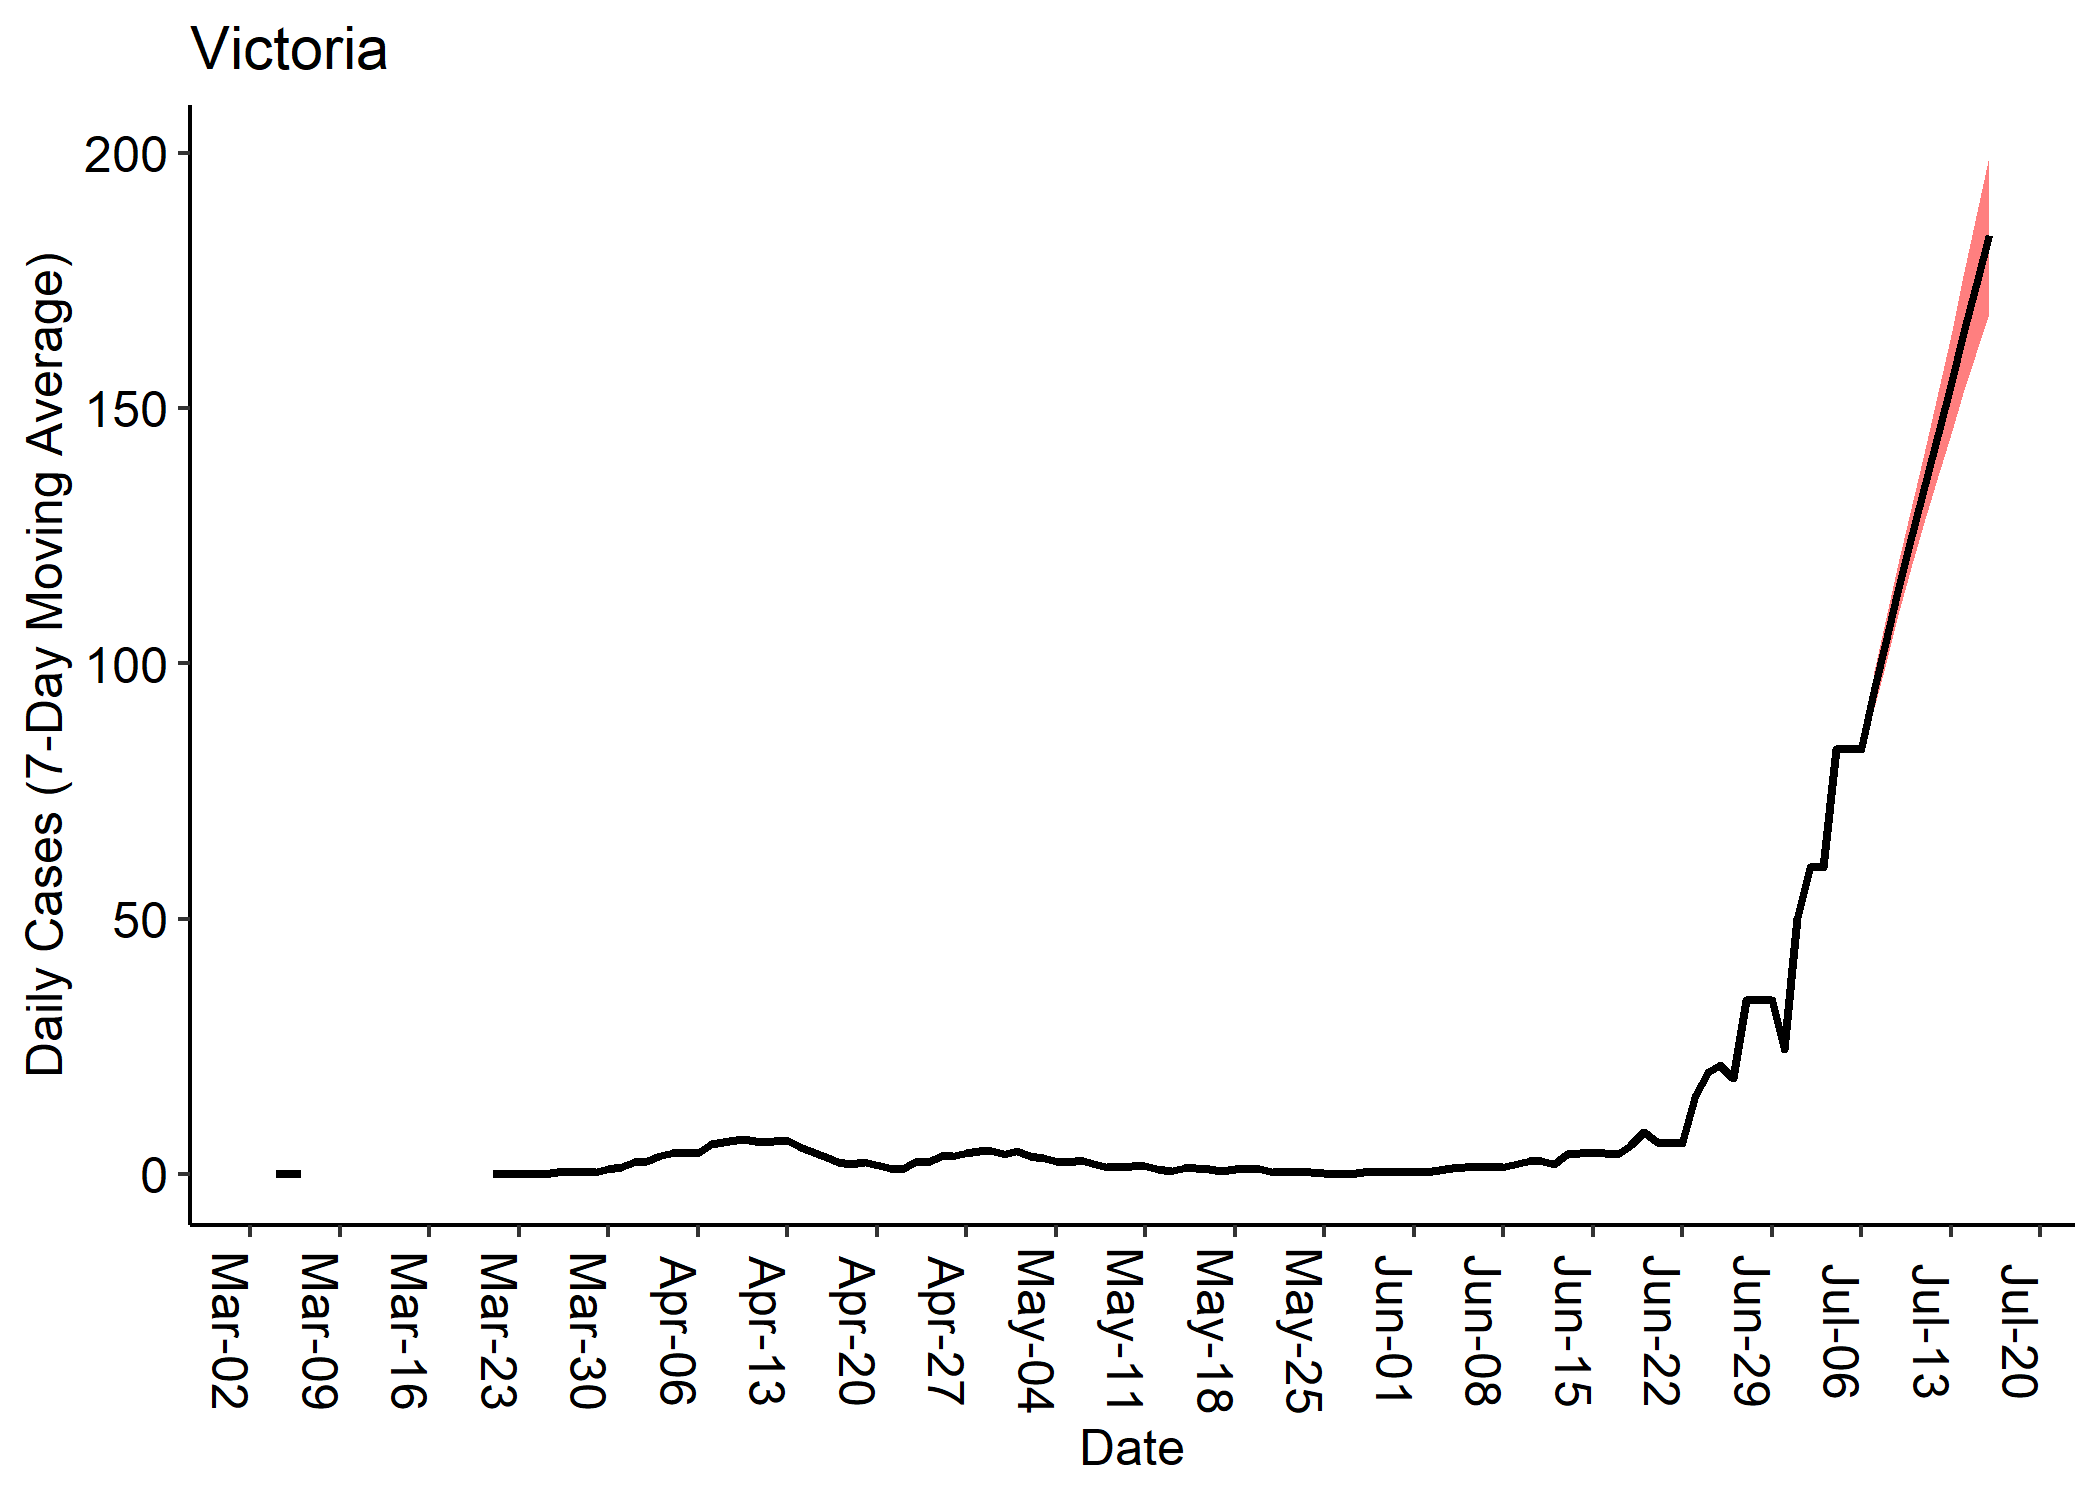 Victoria
Daily Cases (7-Day Moving Average)
200
150
100
50
0
Mar-02
Mar-09
Mar-16
Mar-23
Mar-30
Apr-06
Apr-13
Apr-20
Apr-27
May-04
May-11
May-18
May-25
Jun-01
Jun-08
Jun-15
Jun-22
Jun-29
Jul-06
Jul-13
Jul-20
Date